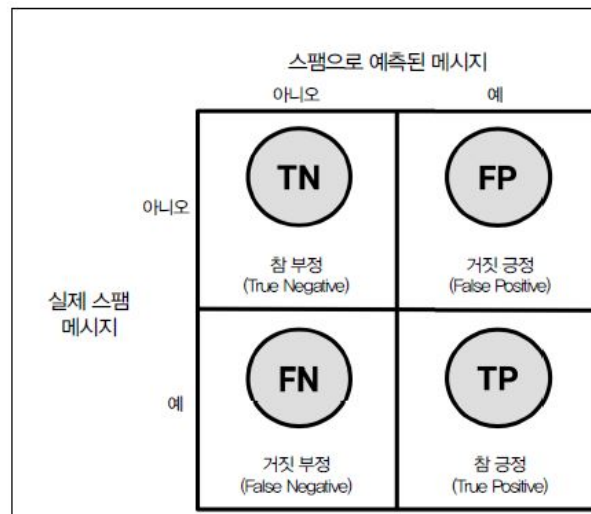 스팸으로 예측된 메시지
아니오 예
TN FP
아니오
참 부정 거짓 긍정
(True Negative) (False Positive)
실제 스팸
메시지
FN TP
예
거짓 부정 참 긍정
(False Negative) (True Positive)